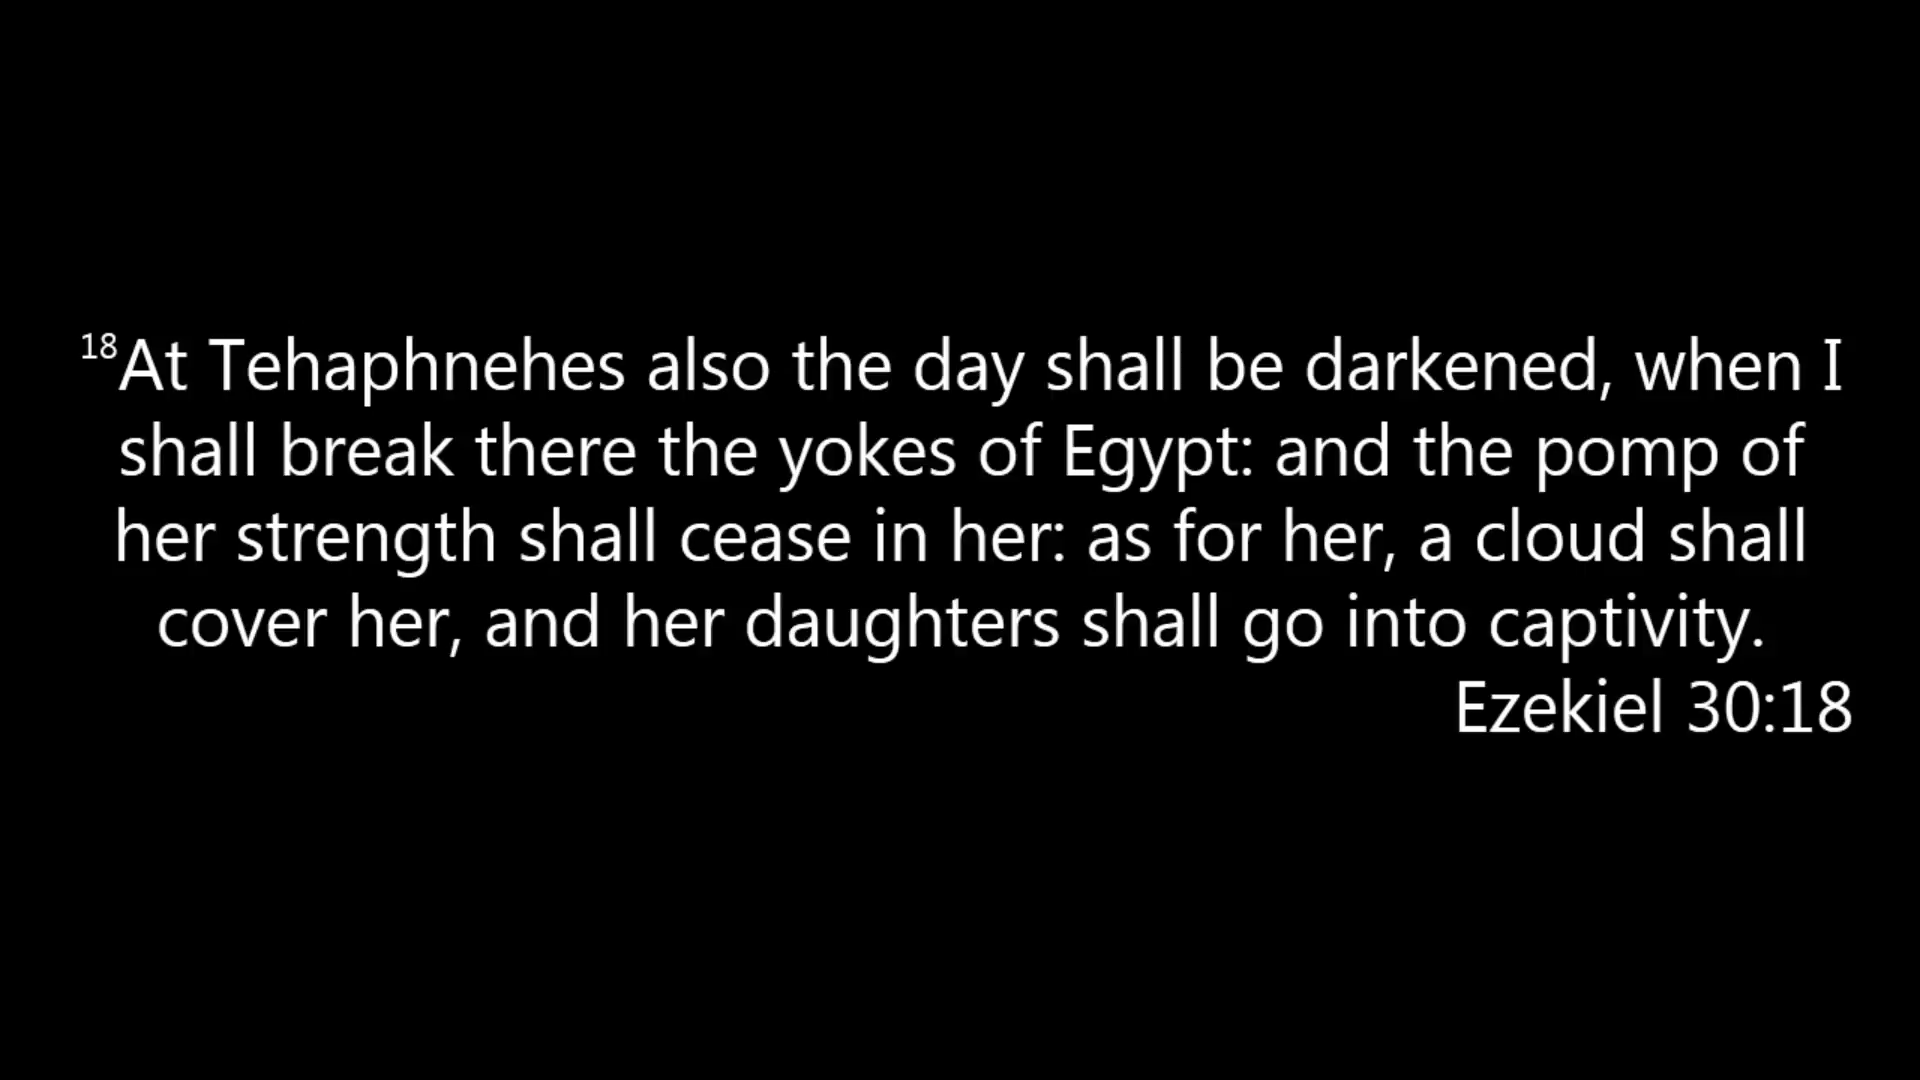 18At Tehaphnehes also the day shall be darkened, when I
shall break there the yokes of Egypt: and the pomp of
her strength shall cease in her: as for her, a cloud shall
cover her, and her daughters shall go into captivity.
Ezekiel 30:18